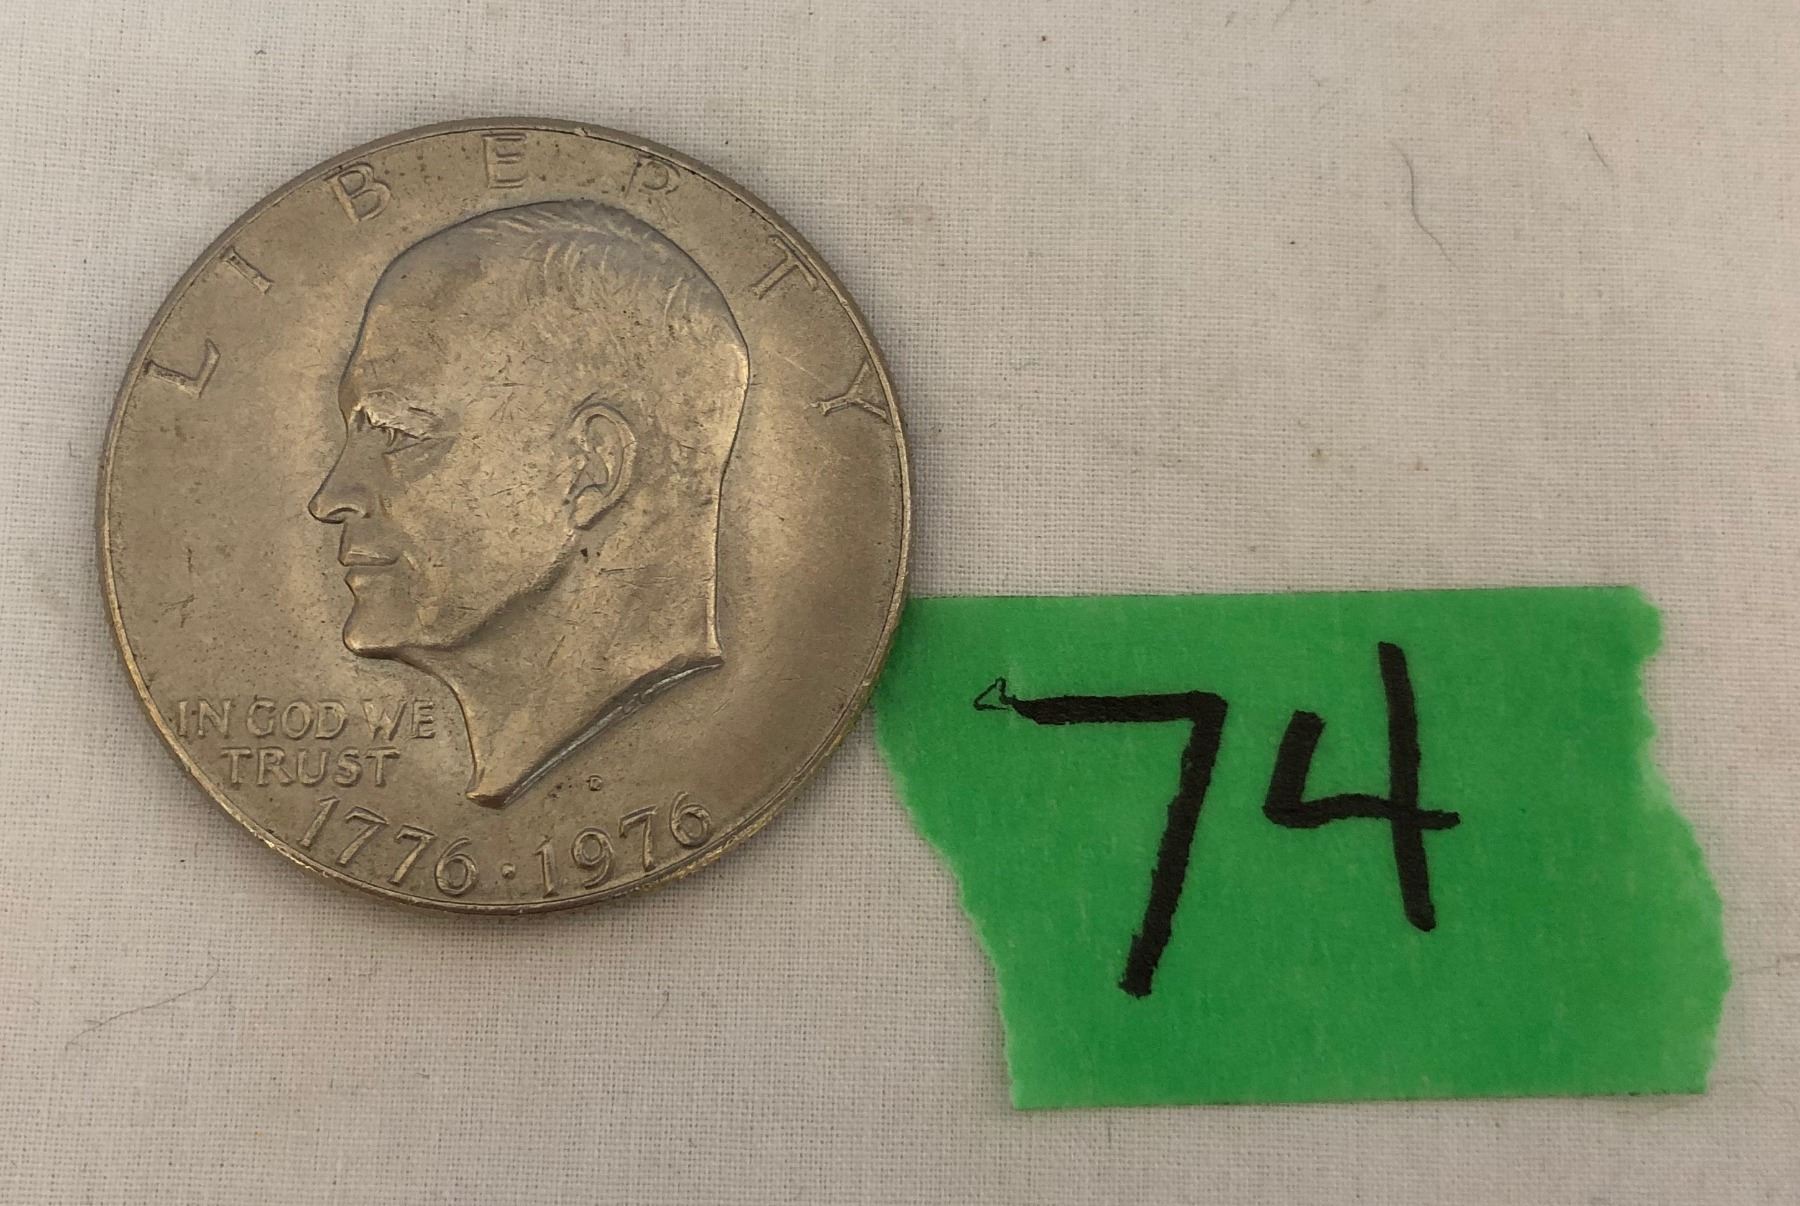 LIBERTY
IN GOD WE
TRUST
D
1776 · 1976
74